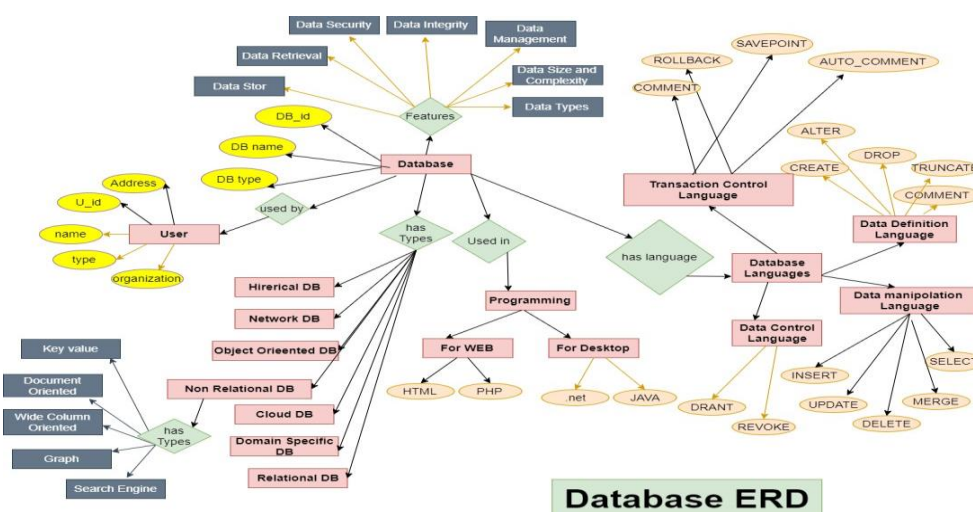 Data Security
Data Integrity
Data
Management
Data Retrieval
Data Size and
Complexity
Data Stor
Data Types
Features
SAVEPOINT
ROLLBACK
AUTO_COMMENT
COMMENT
DB_id
DB name
DB type
Database
ALTER
DROP
CREATE
TRUNCATE
COMMENT
Transaction Control
Language
Data Definition
Language
Address
U_id
name
type
organization
User
used by
has
Types
Used in
has language
Database
Languages
Hirerical DB
Network DB
Object Orieented DB
Non Relational DB
Cloud DB
Domain Specific
DB
Relational DB
Programming
For WEB
For Desktop
HTML
PHP
.net
JAVA
Data Control
Language
DRANT
REVOKE
Data manipolation
Language
INSERT
UPDATE
DELETE
MERGE
SELECT
Key value
Document
Oriented
Wide Column
Oriented
Graph
Search Engine
has
Types
Database ERD